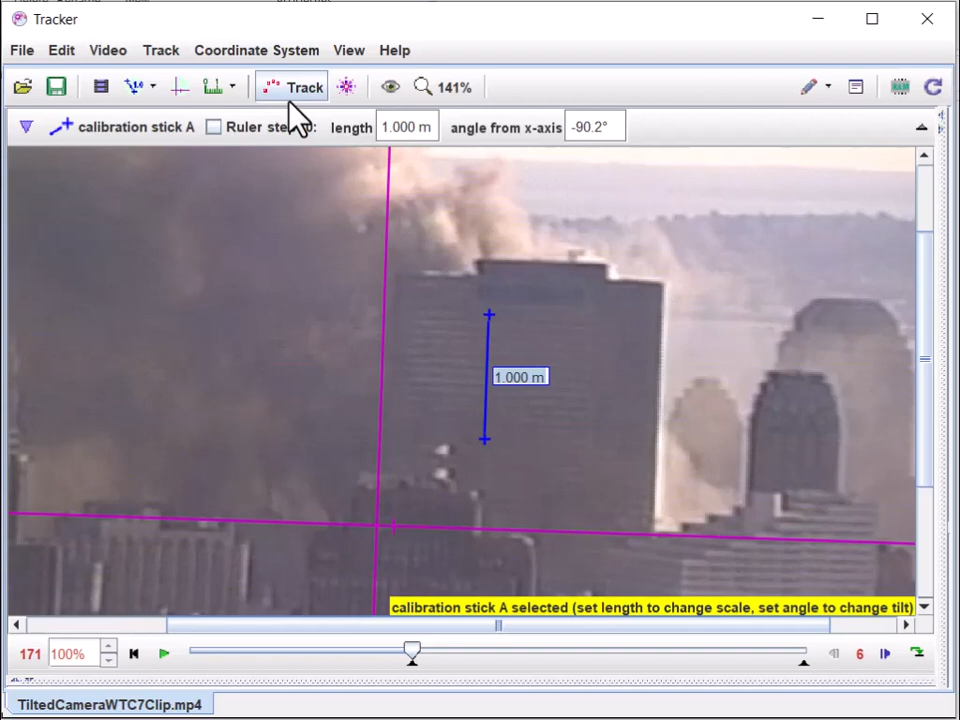 Tracker
File Edit Video Track Coordinate System View Help
Track 141%
calibration stick A Ruler length 1.000 m angle from x-axis -90.2°
1.000 m
calibration stick A selected (set length to change scale, set angle to change tilt)
171 100% 6
TiltedCameraWTC7Clip.mp4